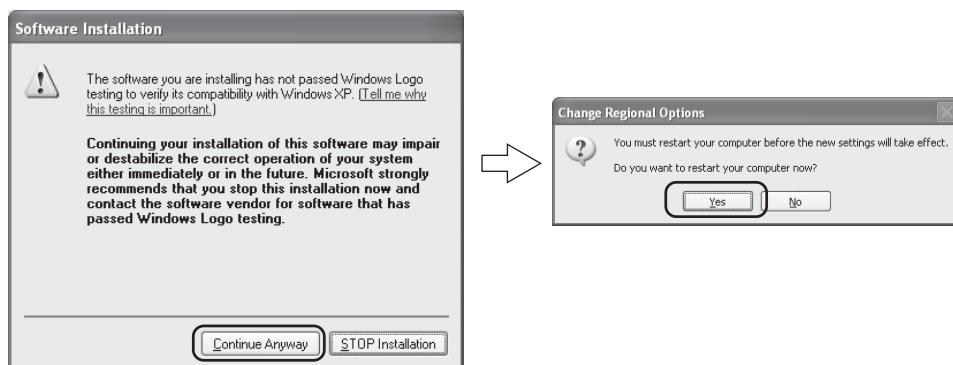 Software Installation
The software you are installing has not passed Windows Logo
testing to verify its compatibility with Windows XP. (Tell me why
this testing is important.)
Continuing your installation of this software may impair
or destabilize the correct operation of your system
either immediately or in the future. Microsoft strongly
recommends that you stop this installation now and
contact the software vendor for software that has
passed Windows Logo testing.
Continue Anyway
STOP Installation
Change Regional Options
You must restart your computer before the new settings will take effect.
Do you want to restart your computer now?
Yes
No